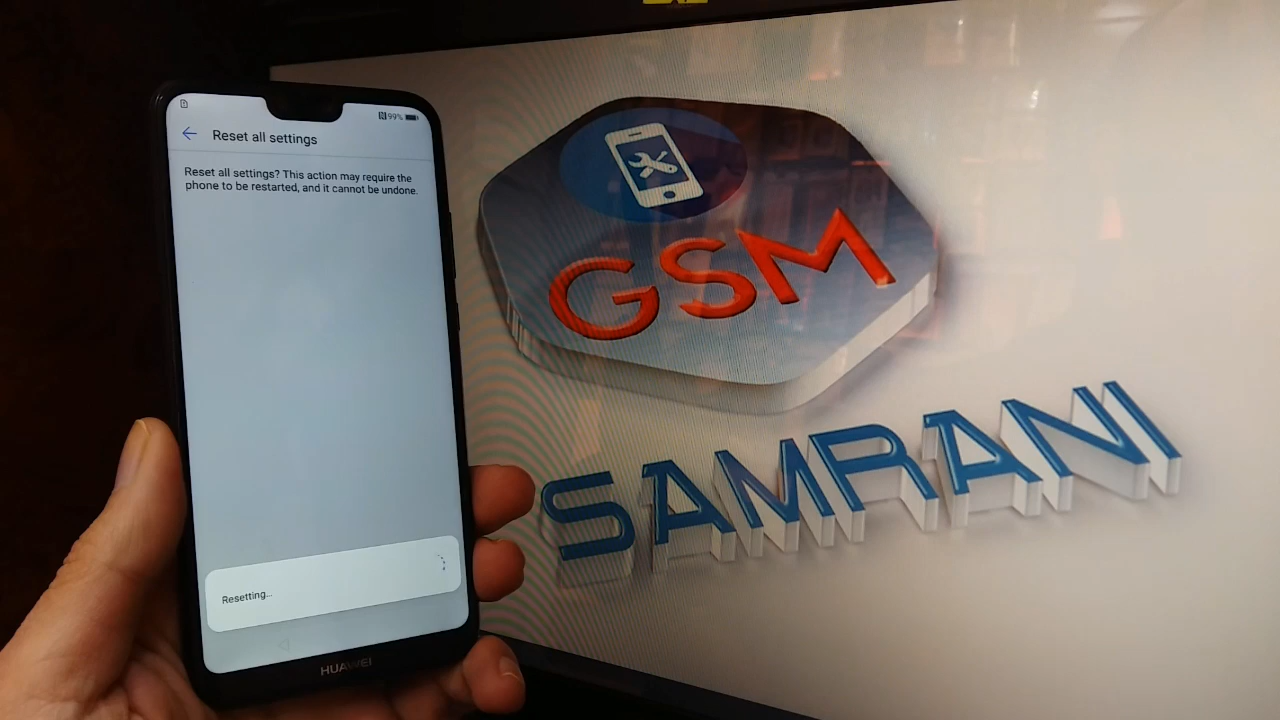 99%
Reset all settings
Reset all settings? This action may require the
phone to be restarted, and it cannot be undone.
Resetting...
HUAWEI
GSM
SAMRANI